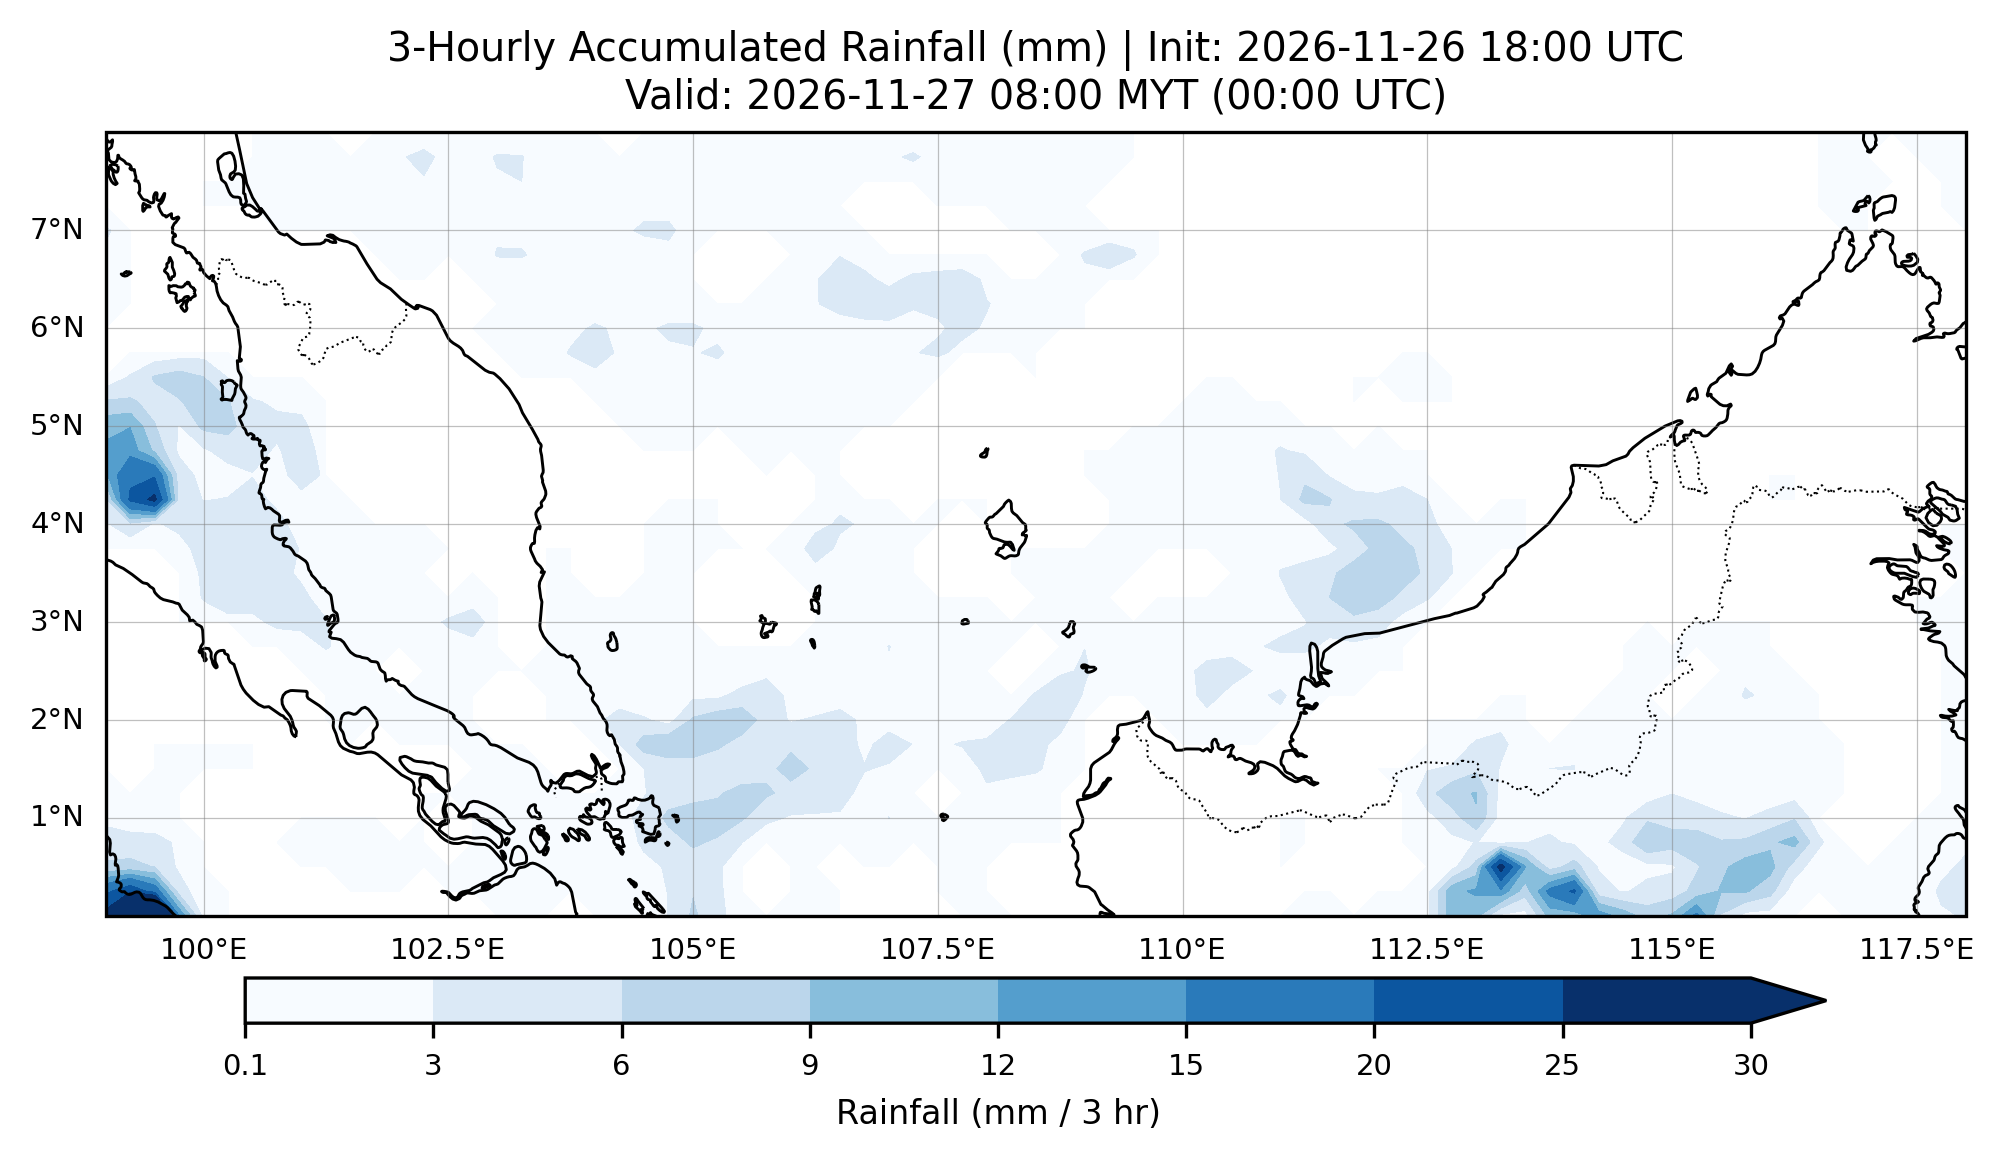 3-Hourly Accumulated Rainfall (mm) | Init: 2026-11-26 18:00 UTC
Valid: 2026-11-27 08:00 MYT (00:00 UTC)
7°N
6°N
5°N
4°N
3°N
2°N
1°N
100°E 102.5°E 105°E 107.5°E 110°E 112.5°E 115°E 117.5°E
0.1 3 6 9 12 15 20 25 30
Rainfall (mm / 3 hr)